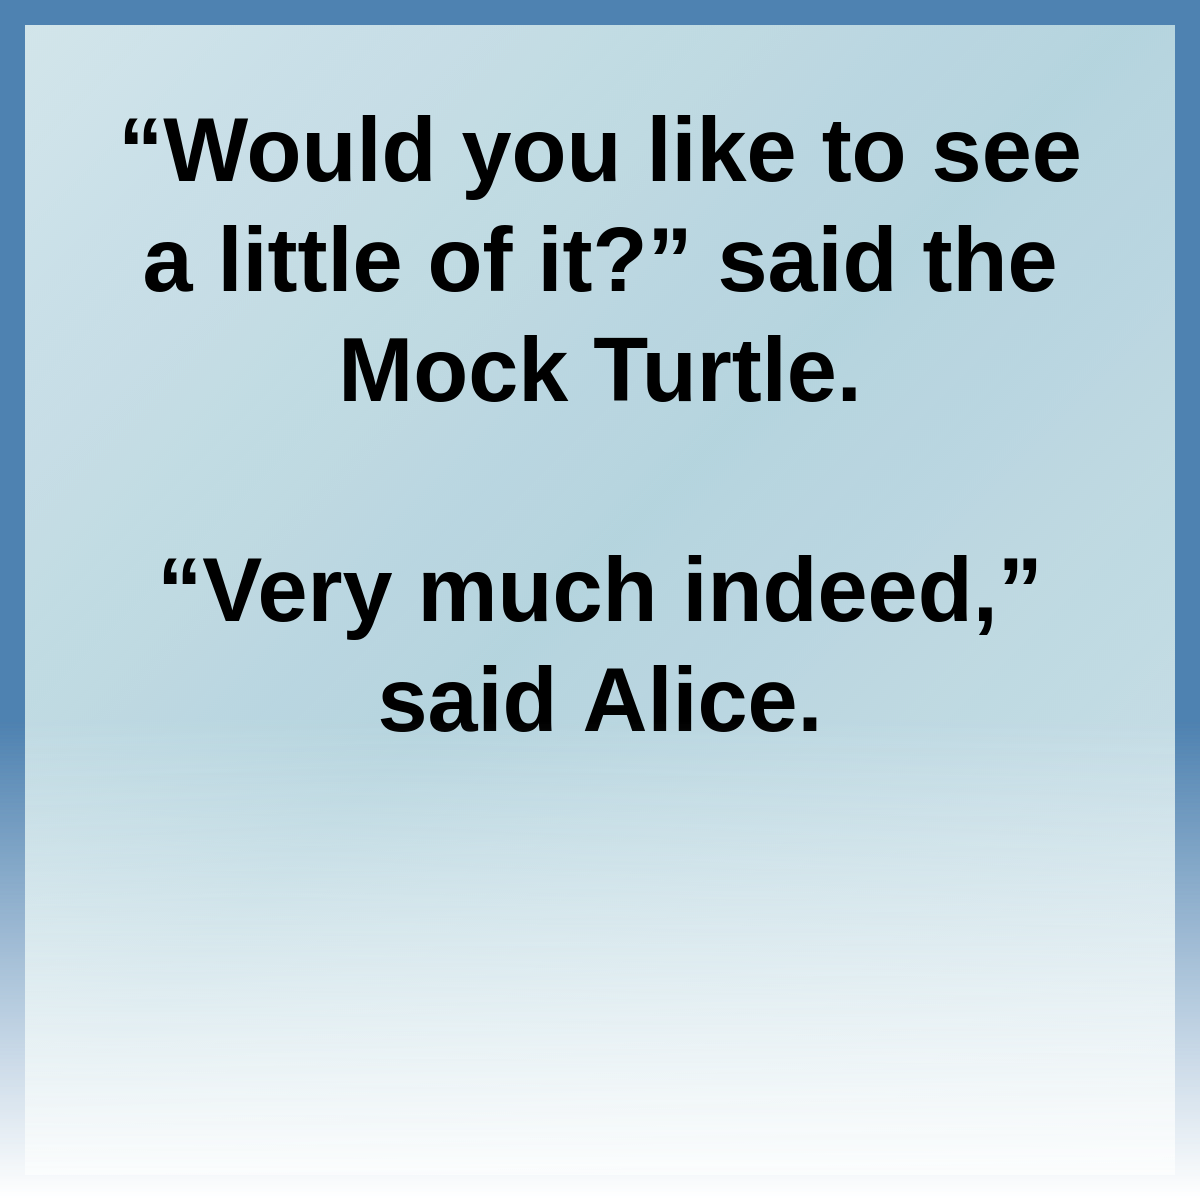 “Would you like to see
a little of it?” said the
Mock Turtle.
“Very much indeed,”
said Alice.